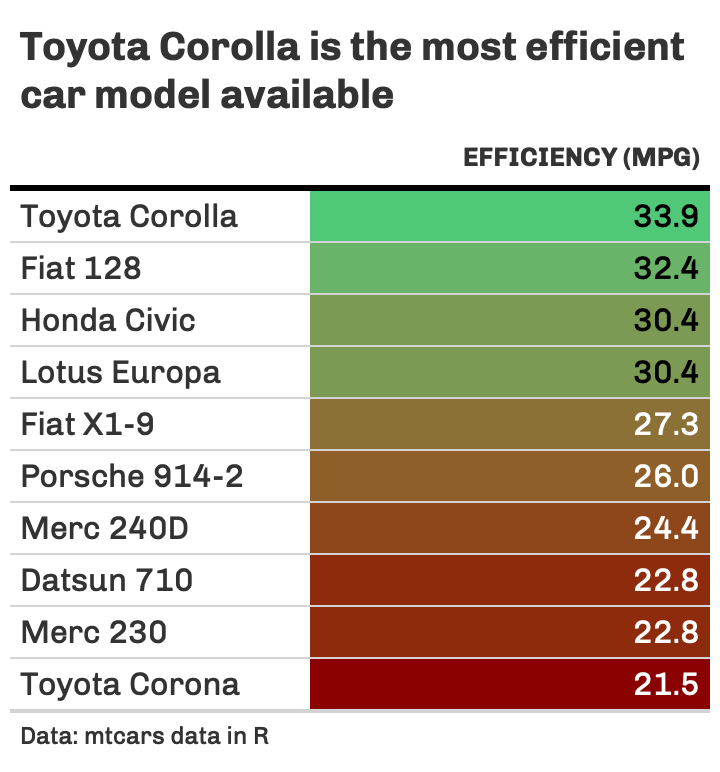 Toyota Corolla is the most efficient
car model available
EFFICIENCY (MPG)
Toyota Corolla 33.9
Fiat 128 32.4
Honda Civic 30.4
Lotus Europa 30.4
Fiat X1-9 27.3
Porsche 914-2 26.0
Merc 240D 24.4
Datsun 710 22.8
Merc 230 22.8
Toyota Corona 21.5
Data: mtcars data in R